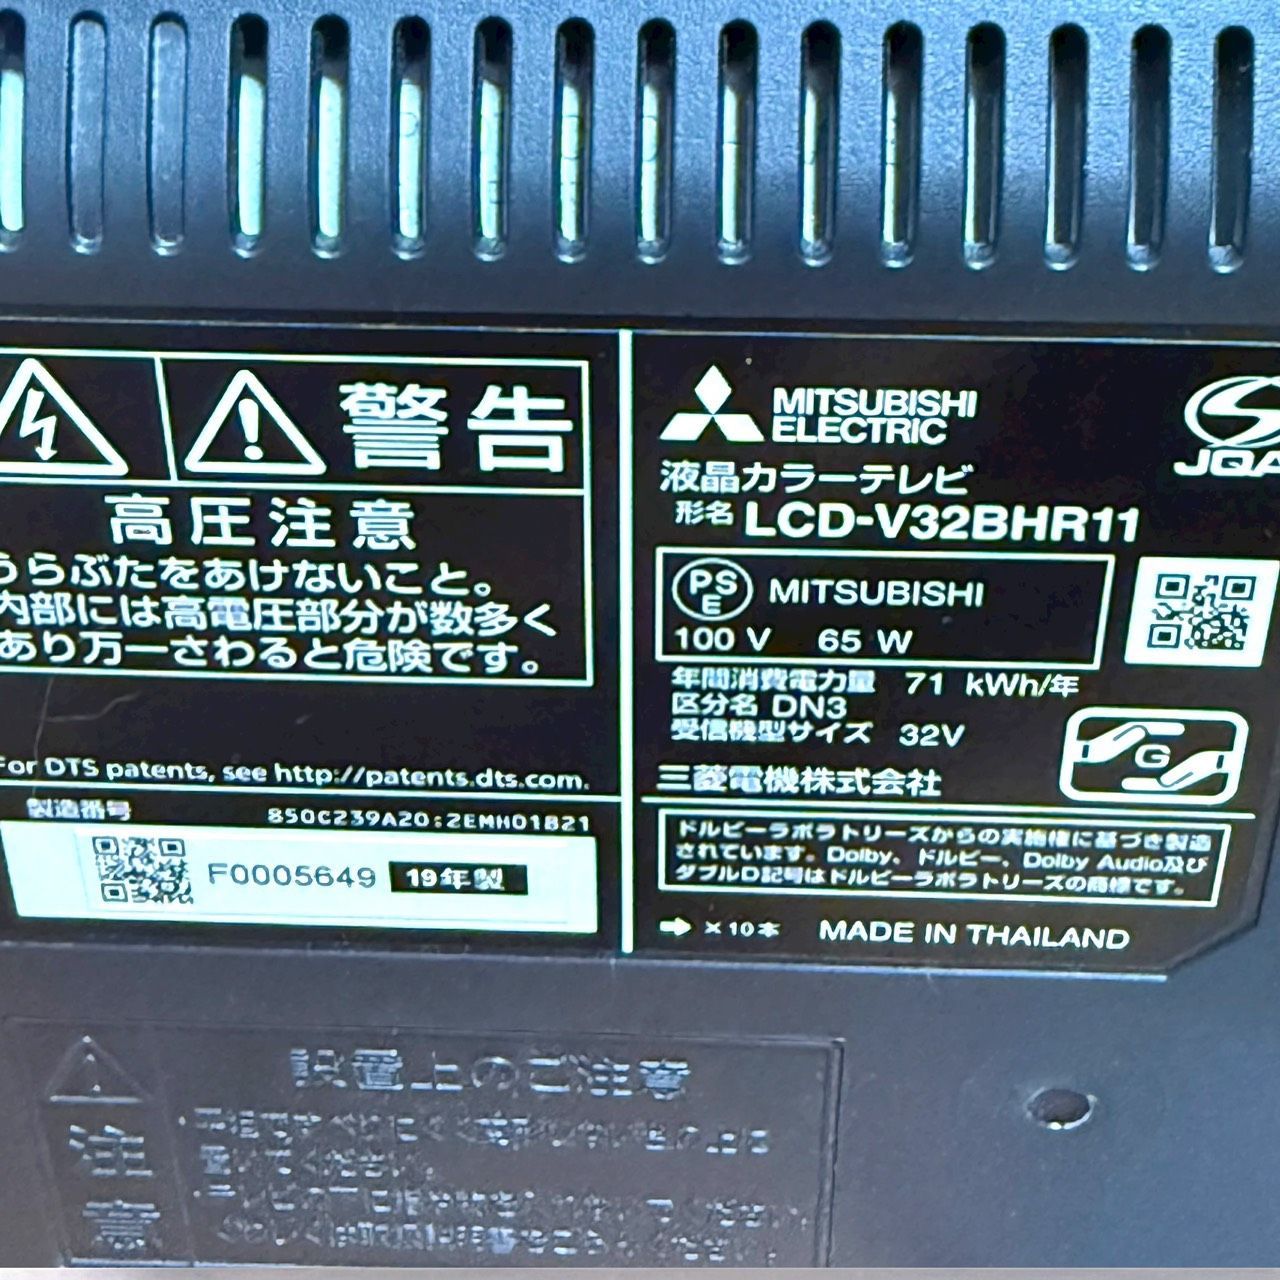 警告
高圧注意
うらぶたをあけないこと。
内部には高電圧部分が数多く
あり万一さわると危険です。
For DTS patents, see http://patents.dts.com.
製造番号 850C239A20:2EMH01B21
F0005649 19年製
MITSUBISHI
ELECTRIC
JQA
液晶カラーテレビ
形名 LCD-V32BHR11
PSE MITSUBISHI
100 V 65 W
年間消費電力量 71 kWh/年
区分名 DN3
受信機型サイズ 32V
G
三菱電機株式会社
ドルビーラボラトリーズからの実施権に基づき製造
されています。Dolby、ドルビー、Dolby Audio及び
ダブルD記号はドルビーラボラトリーズの商標です。
➡ ×10本 MADE IN THAILAND
設置上のご注意
注意